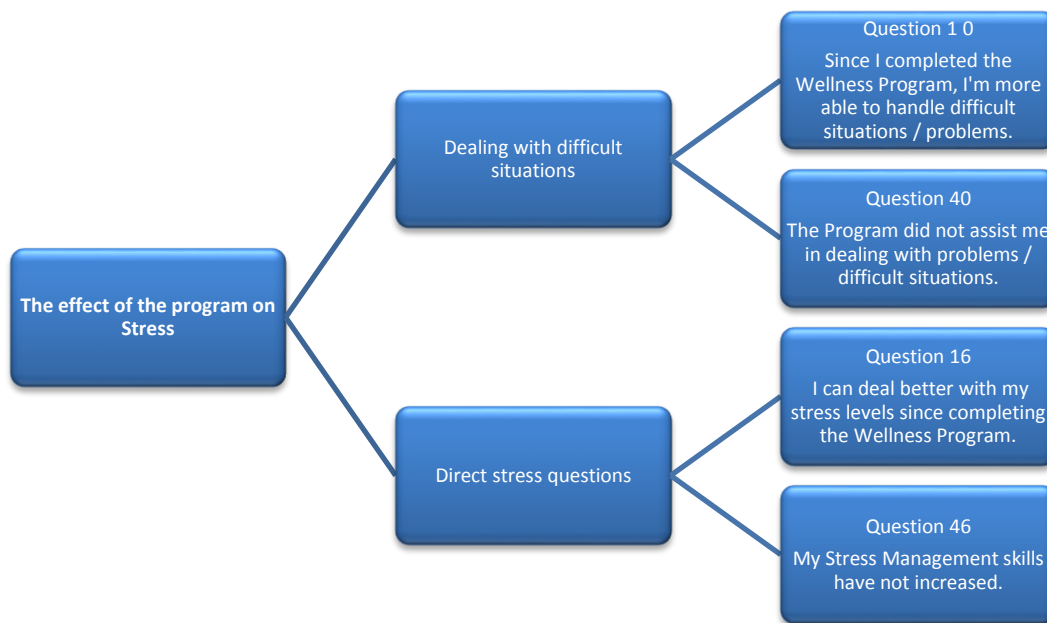 The effect of the program on
Stress
Dealing with difficult
situations
Direct stress questions
Question 1 0
Since I completed the
Wellness Program, I'm more
able to handle difficult
situations / problems.
Question 40
The Program did not assist me
in dealing with problems /
difficult situations.
Question 16
I can deal better with my
stress levels since completing
the Wellness Program.
Question 46
My Stress Management skills
have not increased.